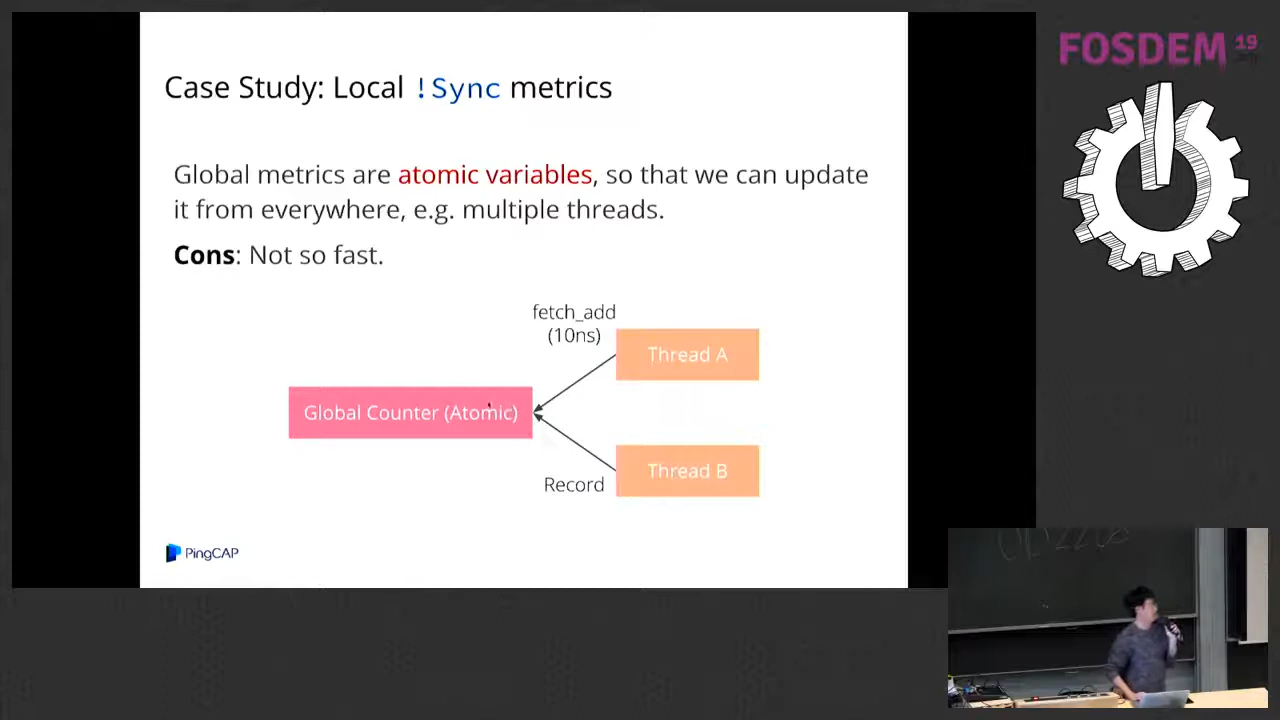 FOSDEM 19
Case Study: Local !Sync metrics
Global metrics are atomic variables, so that we can update
it from everywhere, e.g. multiple threads.
Cons: Not so fast.
fetch_add
(10ns)
Thread A
Global Counter (Atomic)
Thread B
Record
PingCAP